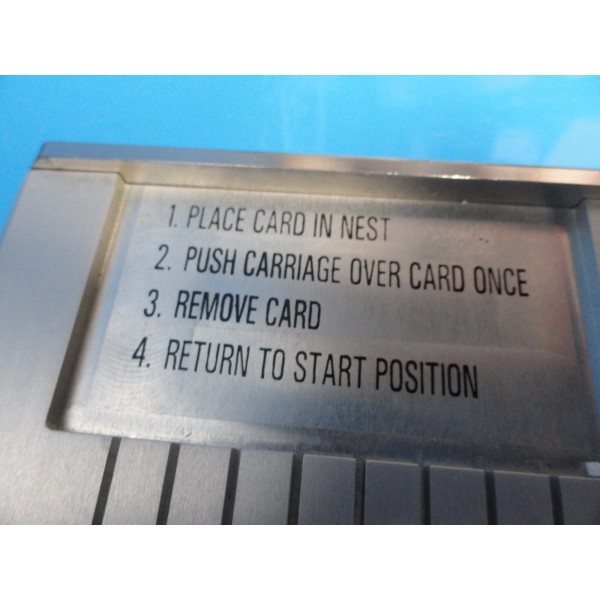 1. PLACE CARD IN NEST
2. PUSH CARRIAGE OVER CARD ONCE
3. REMOVE CARD
4. RETURN TO START POSITION